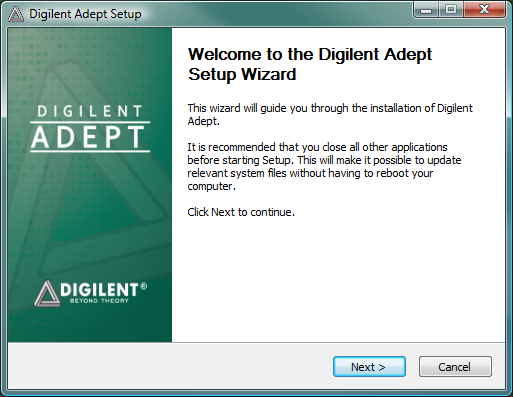 Digilent Adept Setup
Welcome to the Digilent Adept
Setup Wizard
This wizard will guide you through the installation of Digilent
Adept.
It is recommended that you close all other applications
before starting Setup. This will make it possible to update
relevant system files without having to reboot your
computer.
Click Next to continue.
DIGILENT
ADEPT
DIGILENT®
BEYOND THEORY
Next >
Cancel